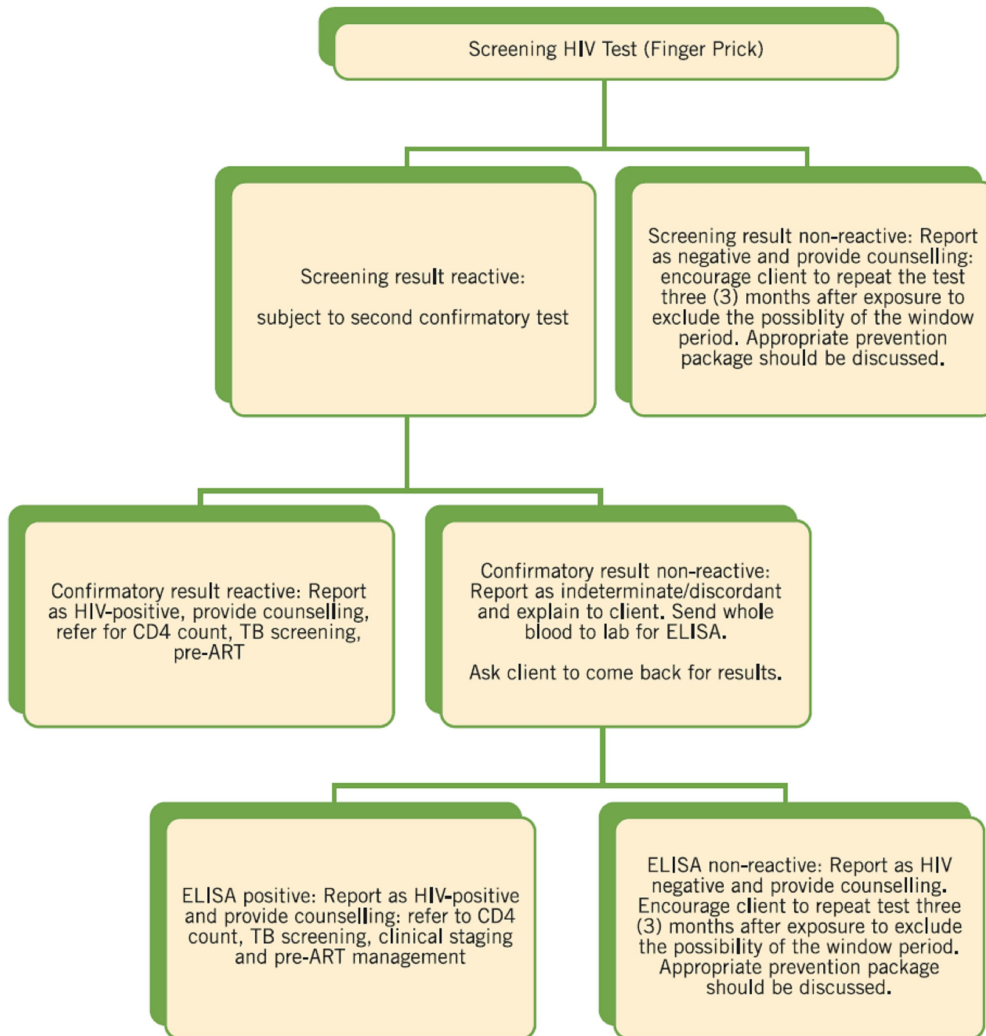 Screening HIV Test (Finger Prick)
Screening result reactive:
subject to second confirmatory test
Screening result non-reactive: Report
as negative and provide counselling:
encourage client to repeat the test
three (3) months after exposure to
exclude the possiblity of the window
period. Appropriate prevention
package should be discussed.
Confirmatory result reactive: Report
as HIV-positive, provide counselling,
refer for CD4 count, TB screening,
pre-ART
Confirmatory result non-reactive:
Report as indeterminate/discordant
and explain to client. Send whole
blood to lab for ELISA.
Ask client to come back for results.
ELISA positive: Report as HIV-positive
and provide counselling: refer to CD4
count, TB screening, clinical staging
and pre-ART management
ELISA non-reactive: Report as HIV
negative and provide counselling.
Encourage client to repeat test three
(3) months after exposure to exclude
the possibility of the window period.
Appropriate prevention package
should be discussed.